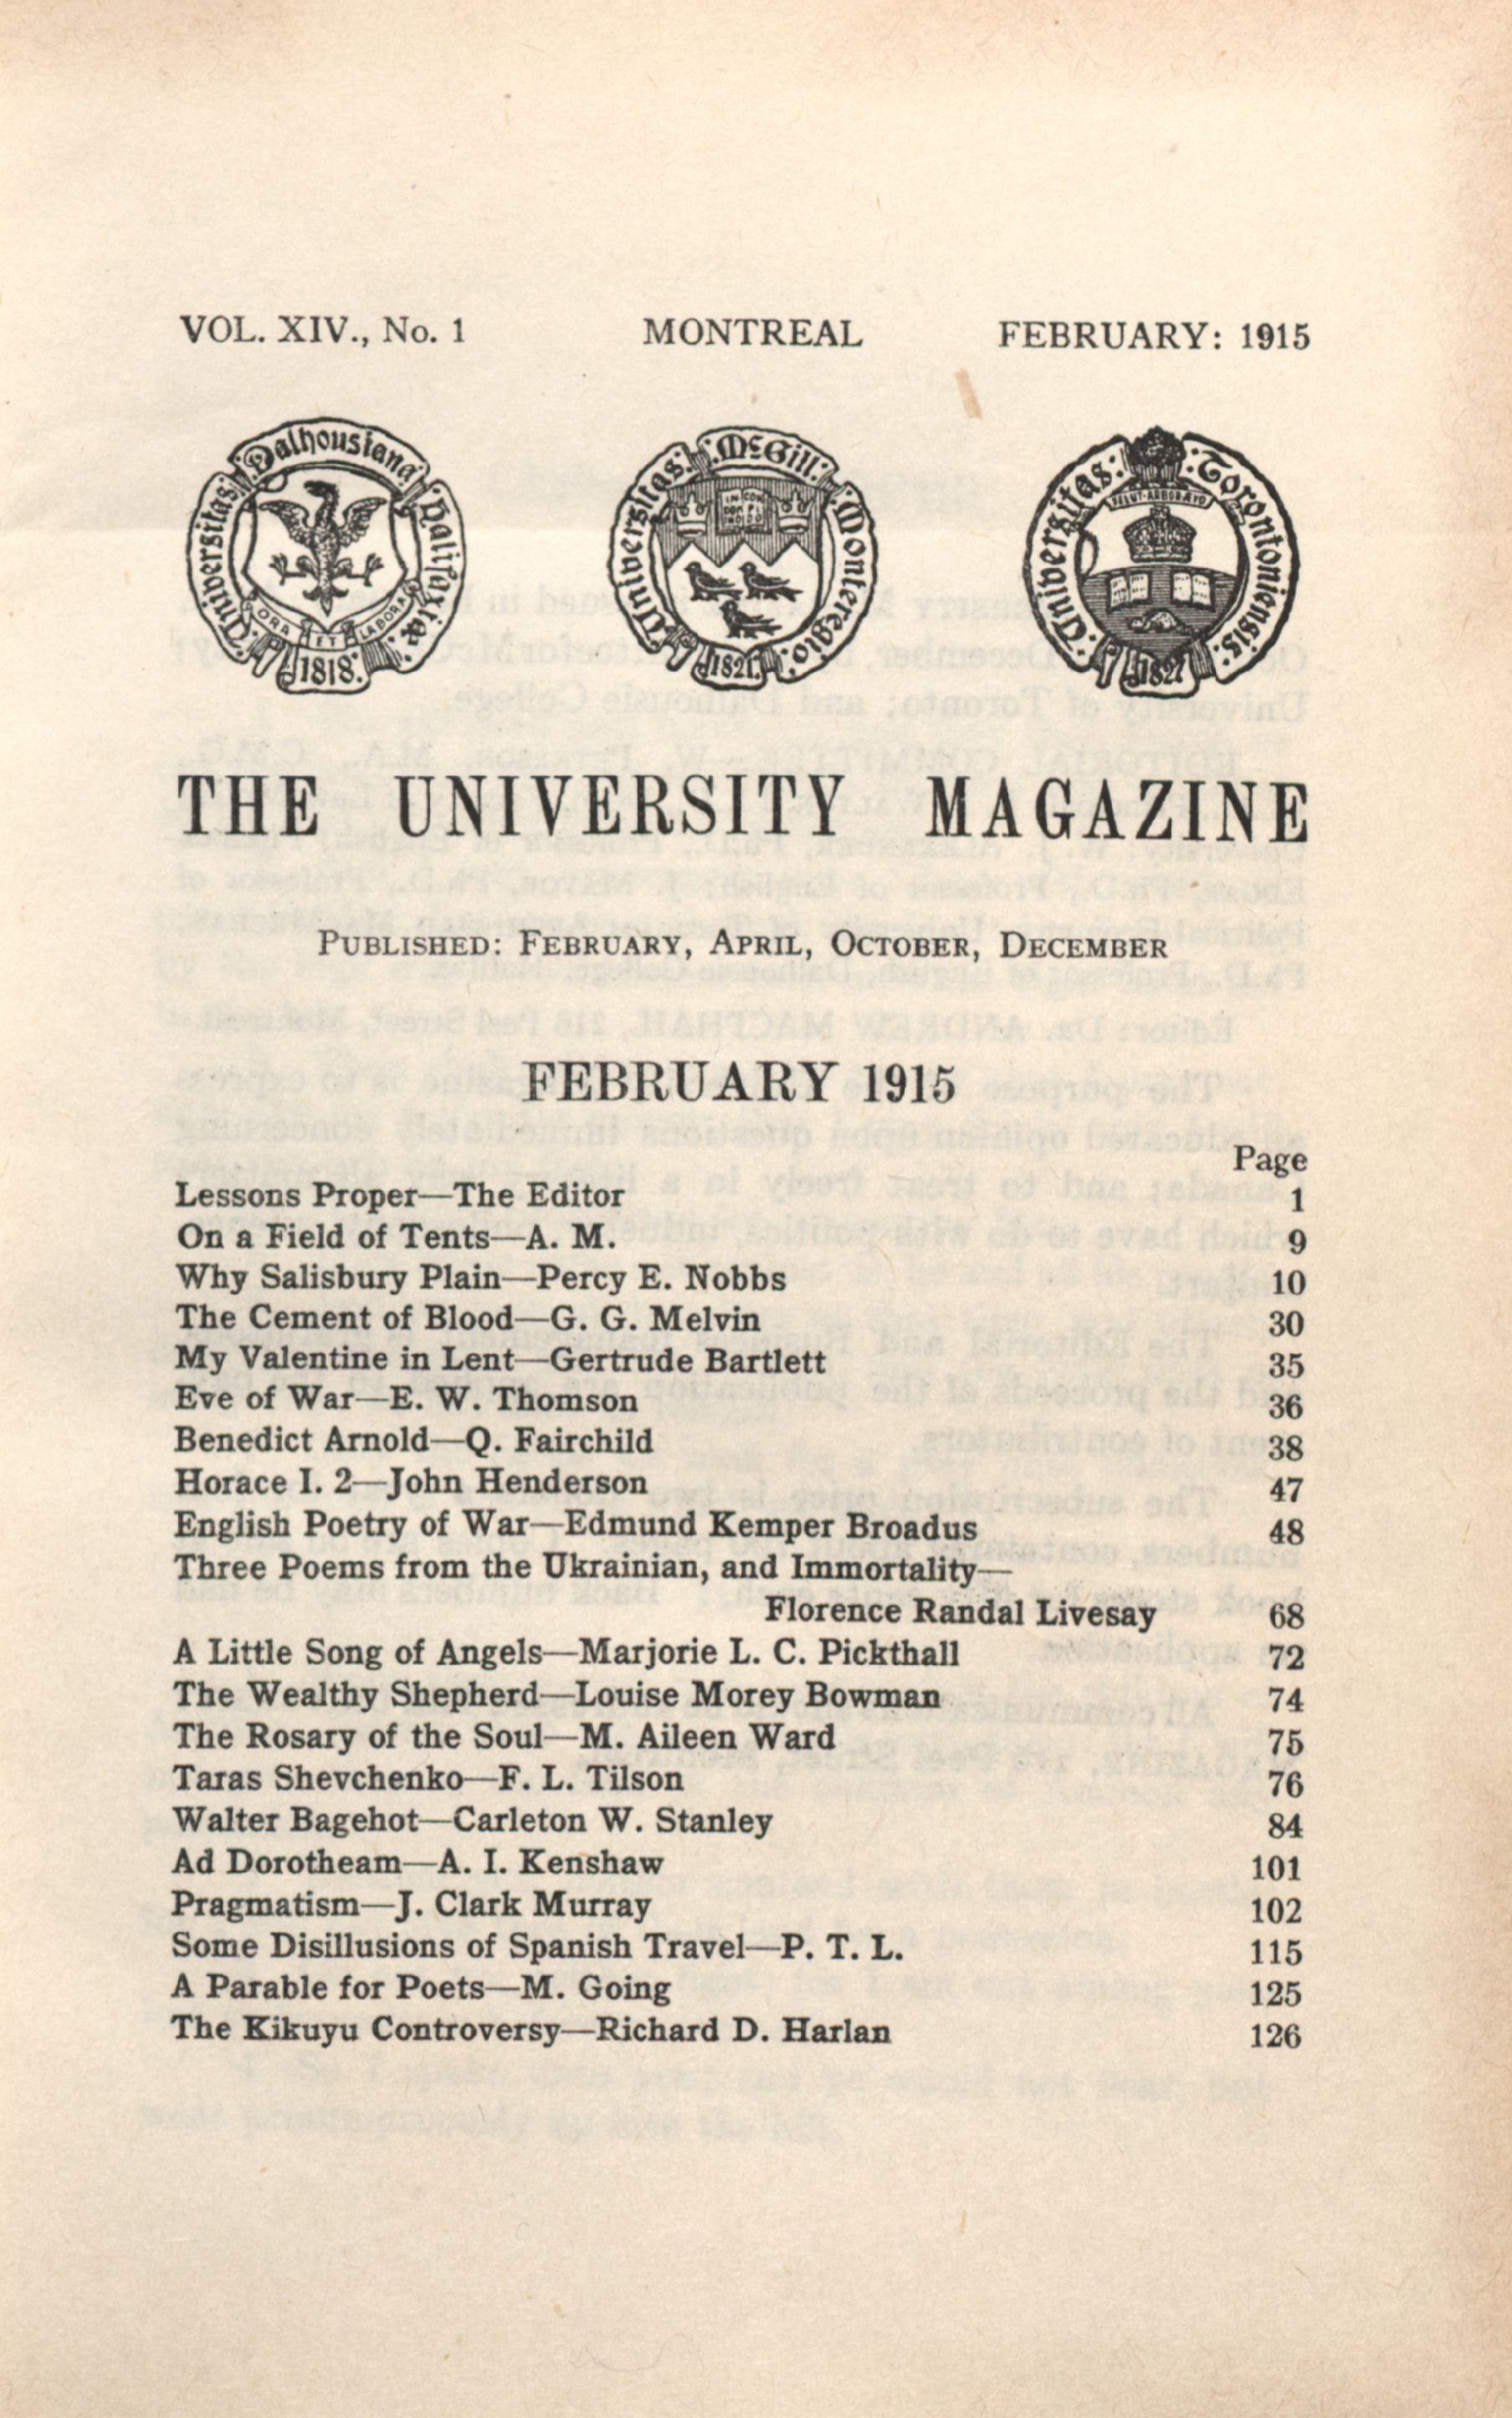 VOL. XIV., No. 1 MONTREAL FEBRUARY: 1915
Universitas Dalhousiana Halifaxiæ
ORA ET LABORA
1818
Universitas McGill Monteregio
IN DOMINO CONFIDO
1821
Universitas Torontoniensis
VELUT ARBOR ÆVO
1827
THE UNIVERSITY MAGAZINE
PUBLISHED: FEBRUARY, APRIL, OCTOBER, DECEMBER
FEBRUARY 1915
Page
Lessons Proper—The Editor 1
On a Field of Tents—A. M. 9
Why Salisbury Plain—Percy E. Nobbs 10
The Cement of Blood—G. G. Melvin 30
My Valentine in Lent—Gertrude Bartlett 35
Eve of War—E. W. Thomson 36
Benedict Arnold—Q. Fairchild 38
Horace I. 2—John Henderson 47
English Poetry of War—Edmund Kemper Broadus 48
Three Poems from the Ukrainian, and Immortality—
Florence Randal Livesay 68
A Little Song of Angels—Marjorie L. C. Pickthall 72
The Wealthy Shepherd—Louise Morey Bowman 74
The Rosary of the Soul—M. Aileen Ward 75
Taras Shevchenko—F. L. Tilson 76
Walter Bagehot—Carleton W. Stanley 84
Ad Dorotheam—A. I. Kenshaw 101
Pragmatism—J. Clark Murray 102
Some Disillusions of Spanish Travel—P. T. L. 115
A Parable for Poets—M. Going 125
The Kikuyu Controversy—Richard D. Harlan 126